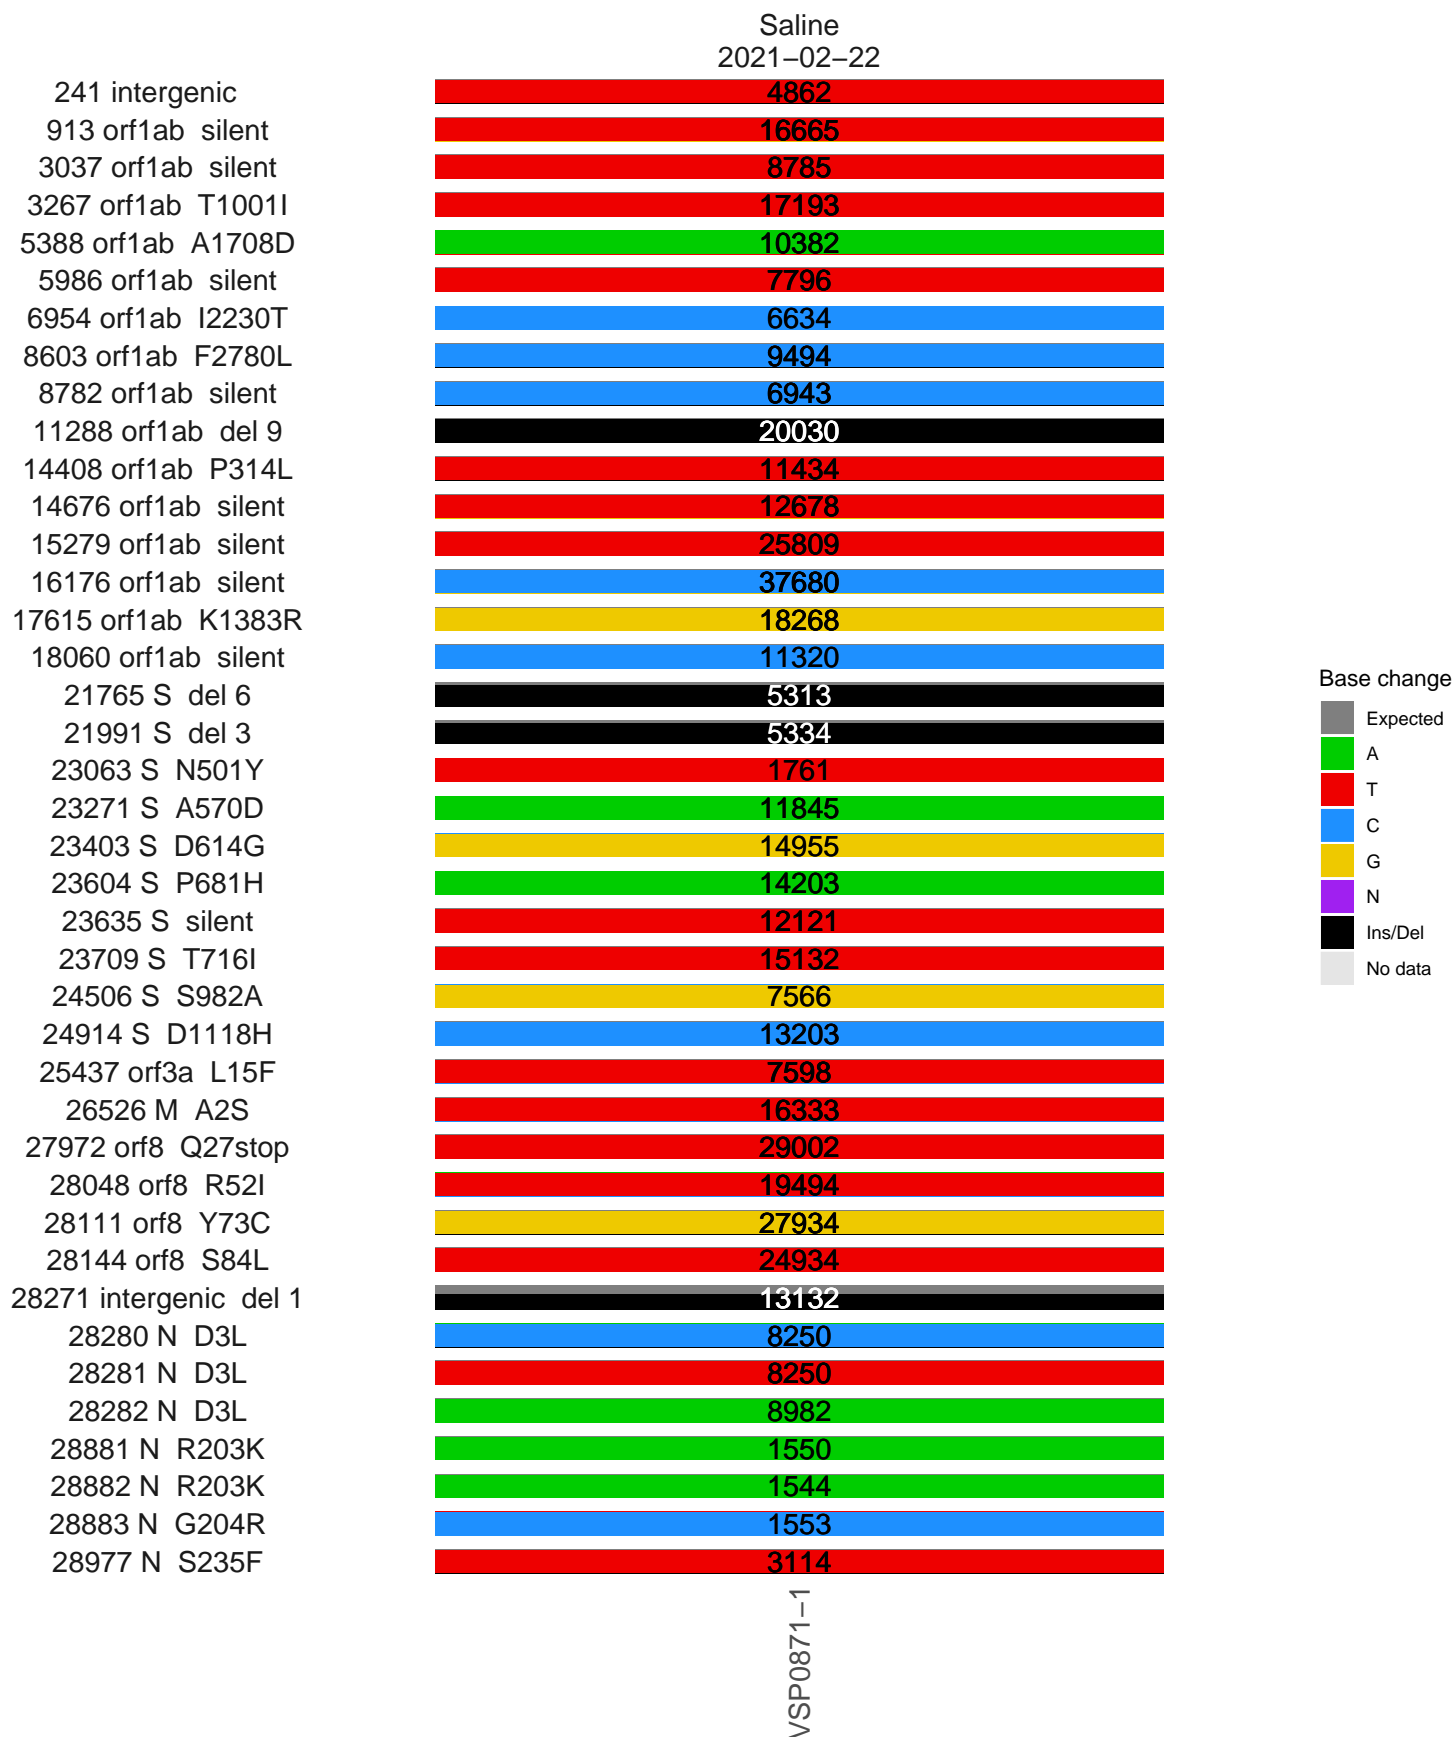 Saline
2021−02−22
241 intergenic 4862
913 orf1ab silent 16665
3037 orf1ab silent 8785
3267 orf1ab T1001I 17193
5388 orf1ab A1708D 10382
5986 orf1ab silent 7796
6954 orf1ab I2230T 6634
8603 orf1ab F2780L 9494
8782 orf1ab silent 6943
11288 orf1ab del 9 20030
14408 orf1ab P314L 11434
14676 orf1ab silent 12678
15279 orf1ab silent 25809
16176 orf1ab silent 37680
17615 orf1ab K1383R 18268
18060 orf1ab silent 11320
21765 S del 6 5313
21991 S del 3 5334
23063 S N501Y 1761
23271 S A570D 11845
23403 S D614G 14955
23604 S P681H 14203
23635 S silent 12121
23709 S T716I 15132
24506 S S982A 7566
24914 S D1118H 13203
25437 orf3a L15F 7598
26526 M A2S 16333
27972 orf8 Q27stop 29002
28048 orf8 R52I 19494
28111 orf8 Y73C 27934
28144 orf8 S84L 24934
28271 intergenic del 1 13132
28280 N D3L 8250
28281 N D3L 8250
28282 N D3L 8982
28881 N R203K 1550
28882 N R203K 1544
28883 N G204R 1553
28977 N S235F 3114
VSP0871−1
Base change
Expected
A
T
C
G
N
Ins/Del
No data